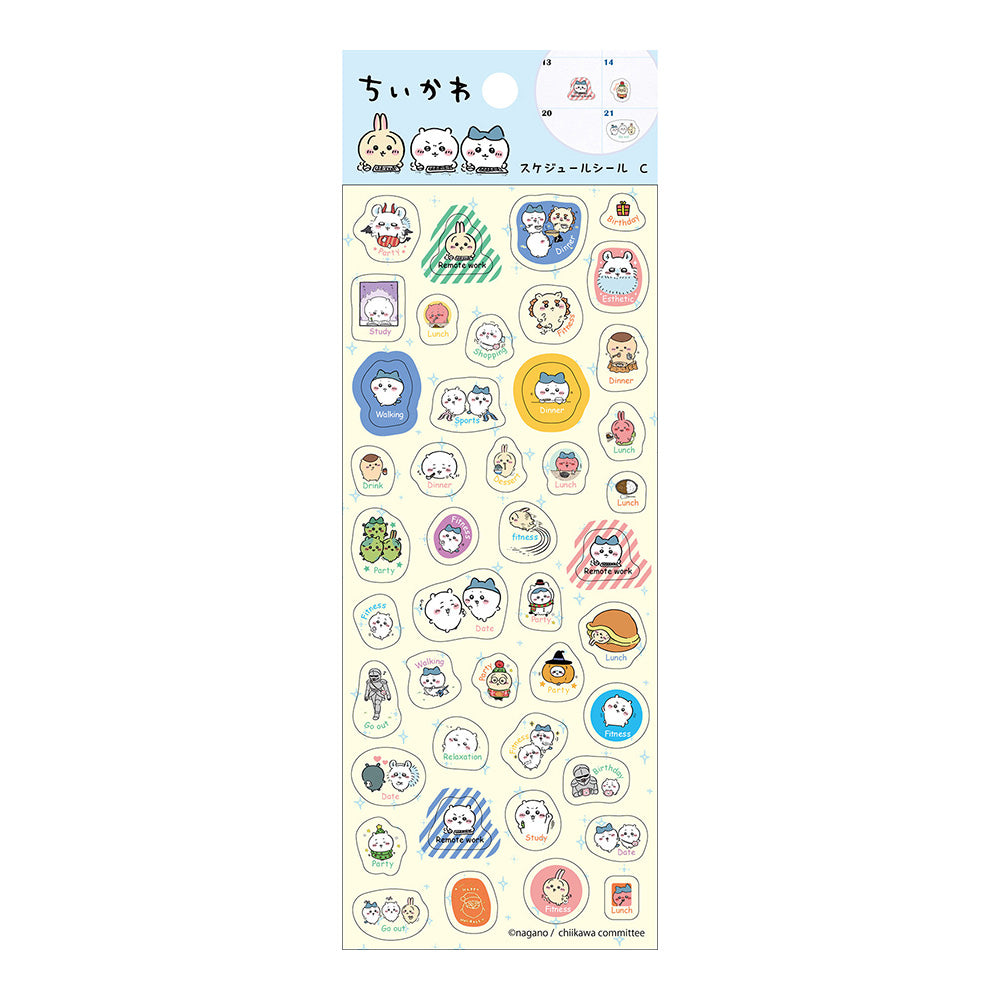 ちいかわ
13
14
20
21
スケジュールシール C
Party
Remote work
Dinner
Birthday
Esthetic
Study
Lunch
Shopping
Fitness
Dinner
Walking
Sports
Dinner
Lunch
Drink
Dinner
Dessert
Lunch
Lunch
Party
Fitness
fitness
Remote work
Fitness
Date
Party
Lunch
Go out
Walking
Party
Party
Fitness
Relaxation
Fitness
Date
Birthday
Party
Remote work
Study
Date
Go out
Fitness
Lunch
©nagano / chiikawa committee